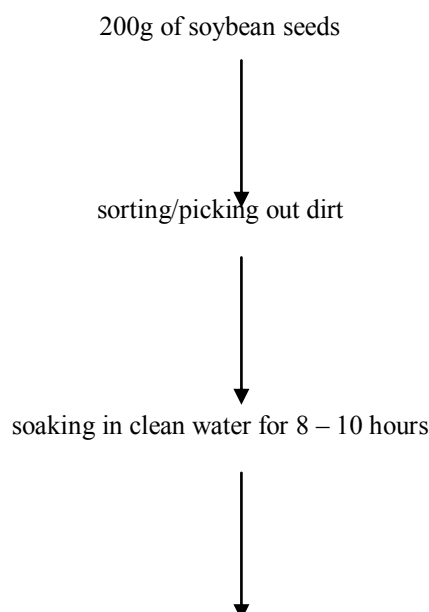 200g of soybean seeds
sorting/picking out dirt
soaking in clean water for 8 – 10 hours